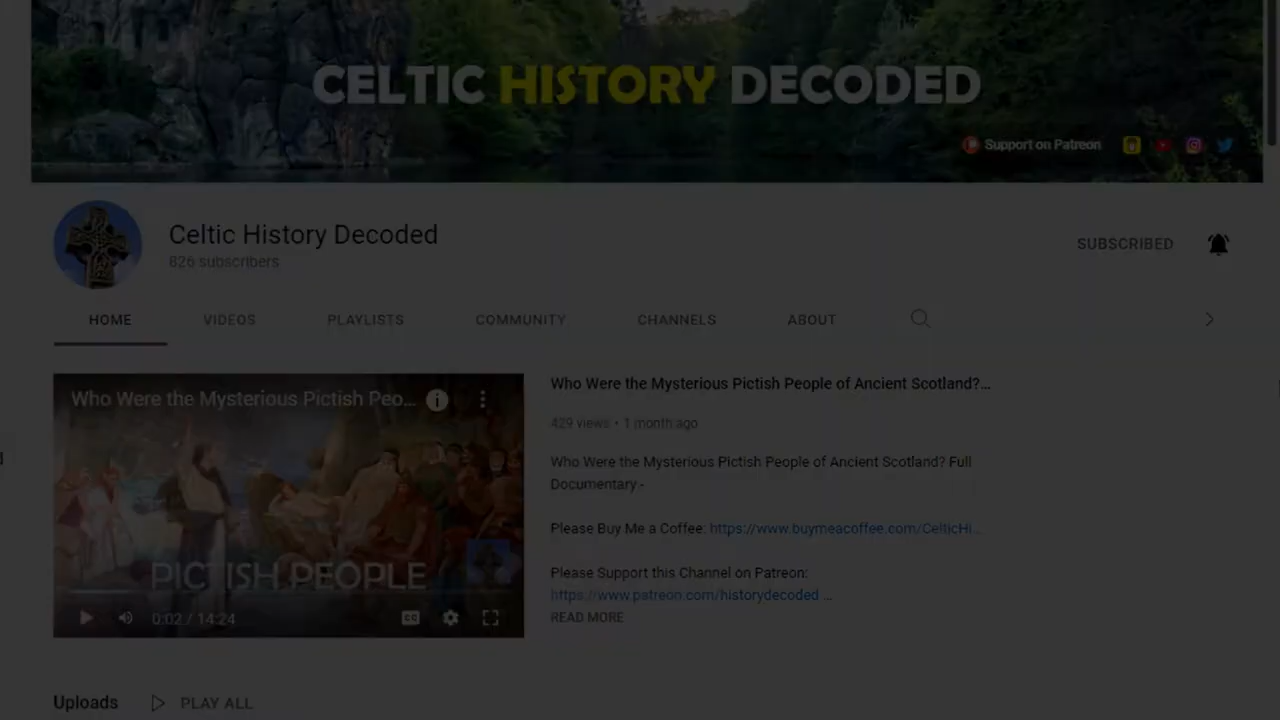 CELTIC HISTORY DECODED
Support on Patreon
Celtic History Decoded
826 subscribers
SUBSCRIBED
HOME VIDEOS PLAYLISTS COMMUNITY CHANNELS ABOUT
Who Were the Mysterious Pictish Peo...
PICTISH PEOPLE
0:02 / 14:24
Who Were the Mysterious Pictish People of Ancient Scotland?...
429 views • 1 month ago
Who Were the Mysterious Pictish People of Ancient Scotland? Full
Documentary:-
Please Buy Me a Coffee: https://www.buymeacoffee.com/CelticHi...
Please Support this Channel on Patreon:
https://www.patreon.com/historydecoded ...
READ MORE
Uploads PLAY ALL